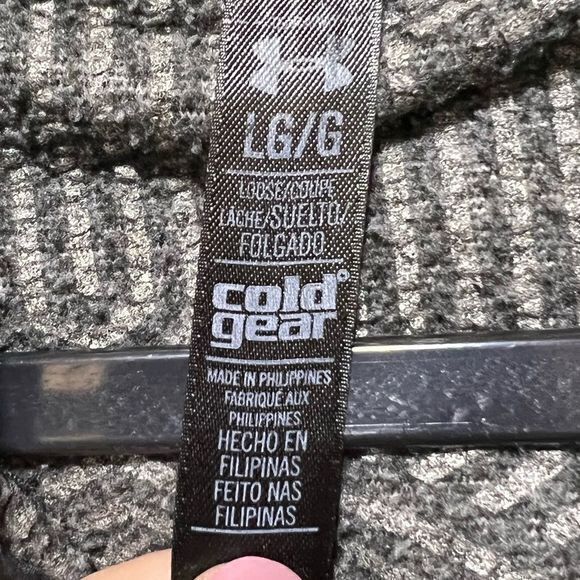 LG/G
LOOSE/COUPE
LACHE/SUELTO/
FOLGADO
cold
gear
MADE IN PHILIPPINES
FABRIQUÉ AUX
PHILIPPINES
HECHO EN
FILIPINAS
FEITO NAS
FILIPINAS